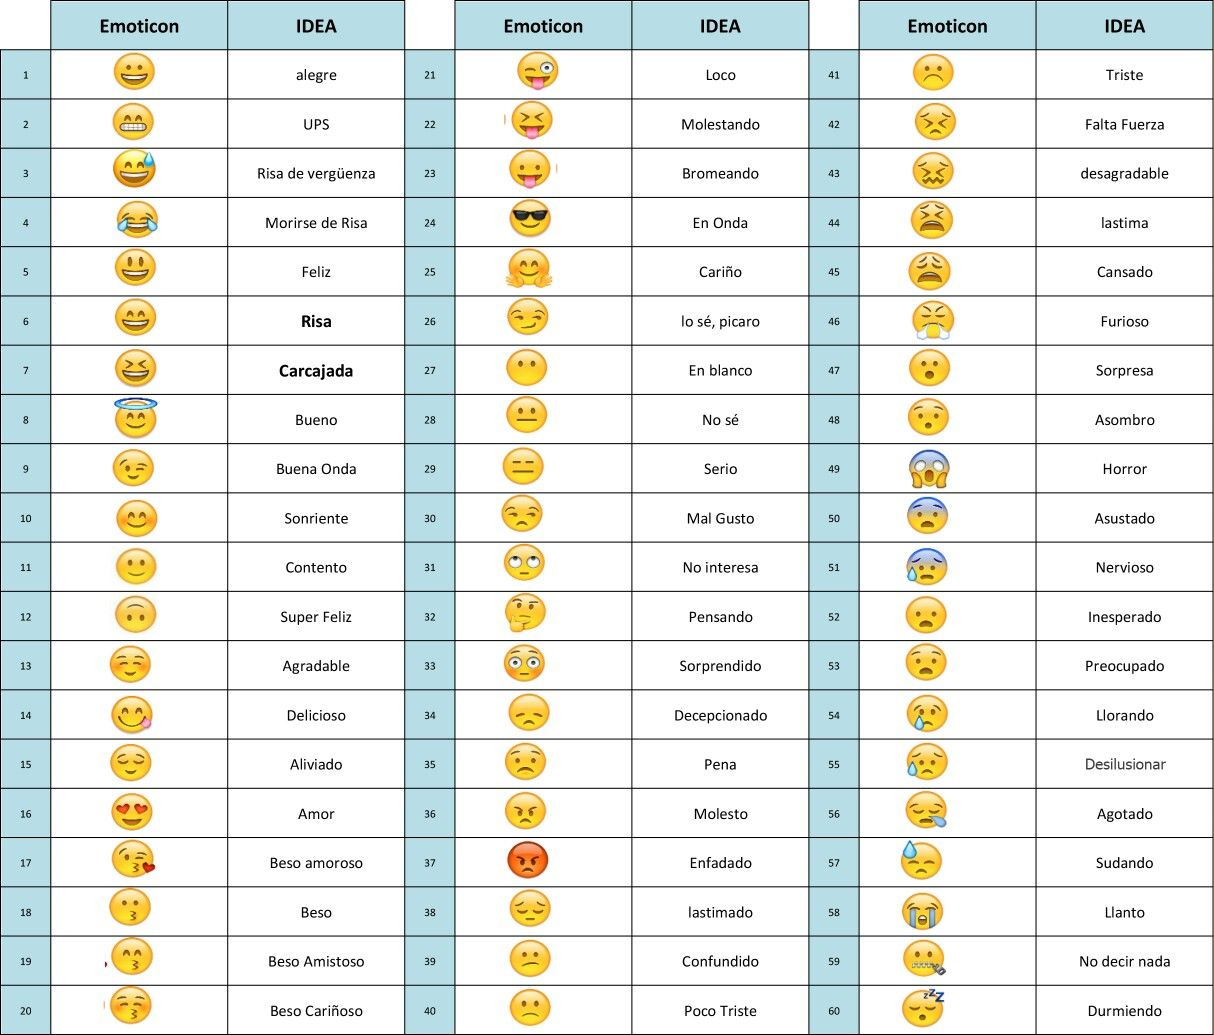 Emoticon IDEA Emoticon IDEA Emoticon IDEA
1 alegre 21 Loco 41 Triste
2 UPS 22 Molestando 42 Falta Fuerza
3 Risa de vergüenza 23 Bromeando 43 desagradable
4 Morirse de Risa 24 En Onda 44 lastima
5 Feliz 25 Cariño 45 Cansado
6 Risa 26 lo sé, picaro 46 Furioso
7 Carcajada 27 En blanco 47 Sorpresa
8 Bueno 28 No sé 48 Asombro
9 Buena Onda 29 Serio 49 Horror
10 Sonriente 30 Mal Gusto 50 Asustado
11 Contento 31 No interesa 51 Nervioso
12 Super Feliz 32 Pensando 52 Inesperado
13 Agradable 33 Sorprendido 53 Preocupado
14 Delicioso 34 Decepcionado 54 Llorando
15 Aliviado 35 Pena 55 Desilusionar
16 Amor 36 Molesto 56 Agotado
17 Beso amoroso 37 Enfadado 57 Sudando
18 Beso 38 lastimado 58 Llanto
19 Beso Amistoso 39 Confundido 59 No decir nada
20 Beso Cariñoso 40 Poco Triste 60 zzZ Durmiendo